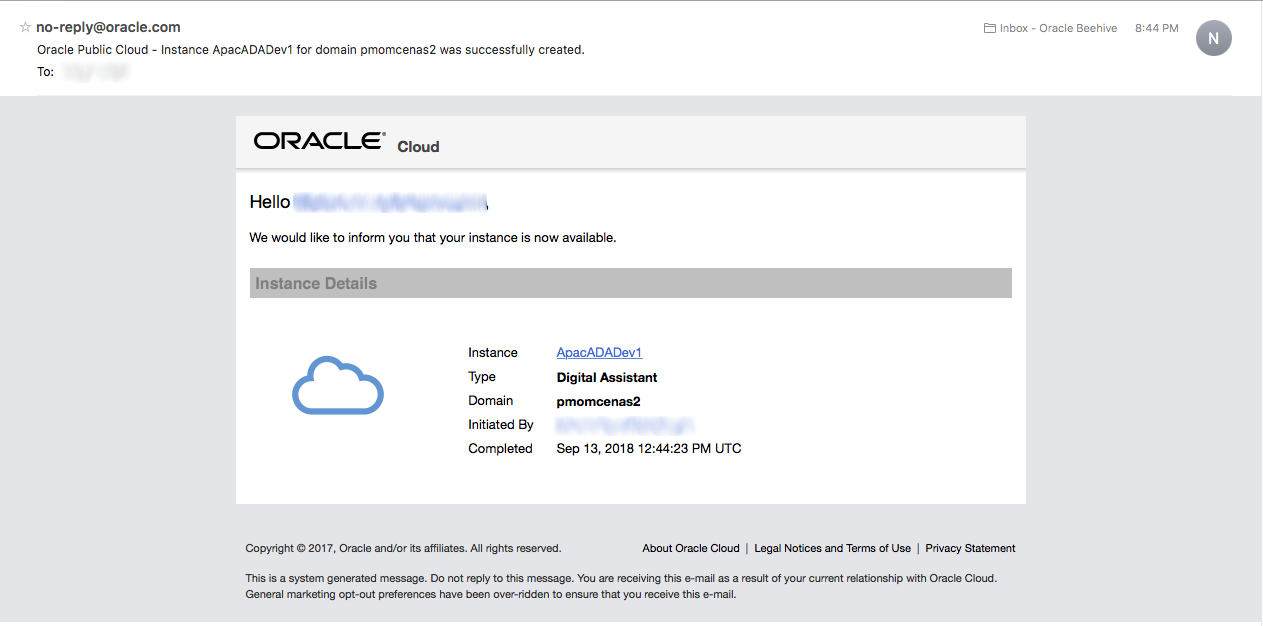 no-reply@oracle.com
Inbox - Oracle Beehive 8:44 PM
N
Oracle Public Cloud - Instance ApacADADev1 for domain pmomcenas2 was successfully created.
To:
ORACLE® Cloud
Hello ,
We would like to inform you that your instance is now available.
Instance Details
Instance ApacADADev1
Type Digital Assistant
Domain pmomcenas2
Initiated By
Completed Sep 13, 2018 12:44:23 PM UTC
Copyright © 2017, Oracle and/or its affiliates. All rights reserved.
About Oracle Cloud | Legal Notices and Terms of Use | Privacy Statement
This is a system generated message. Do not reply to this message. You are receiving this e-mail as a result of your current relationship with Oracle Cloud.
General marketing opt-out preferences have been over-ridden to ensure that you receive this e-mail.